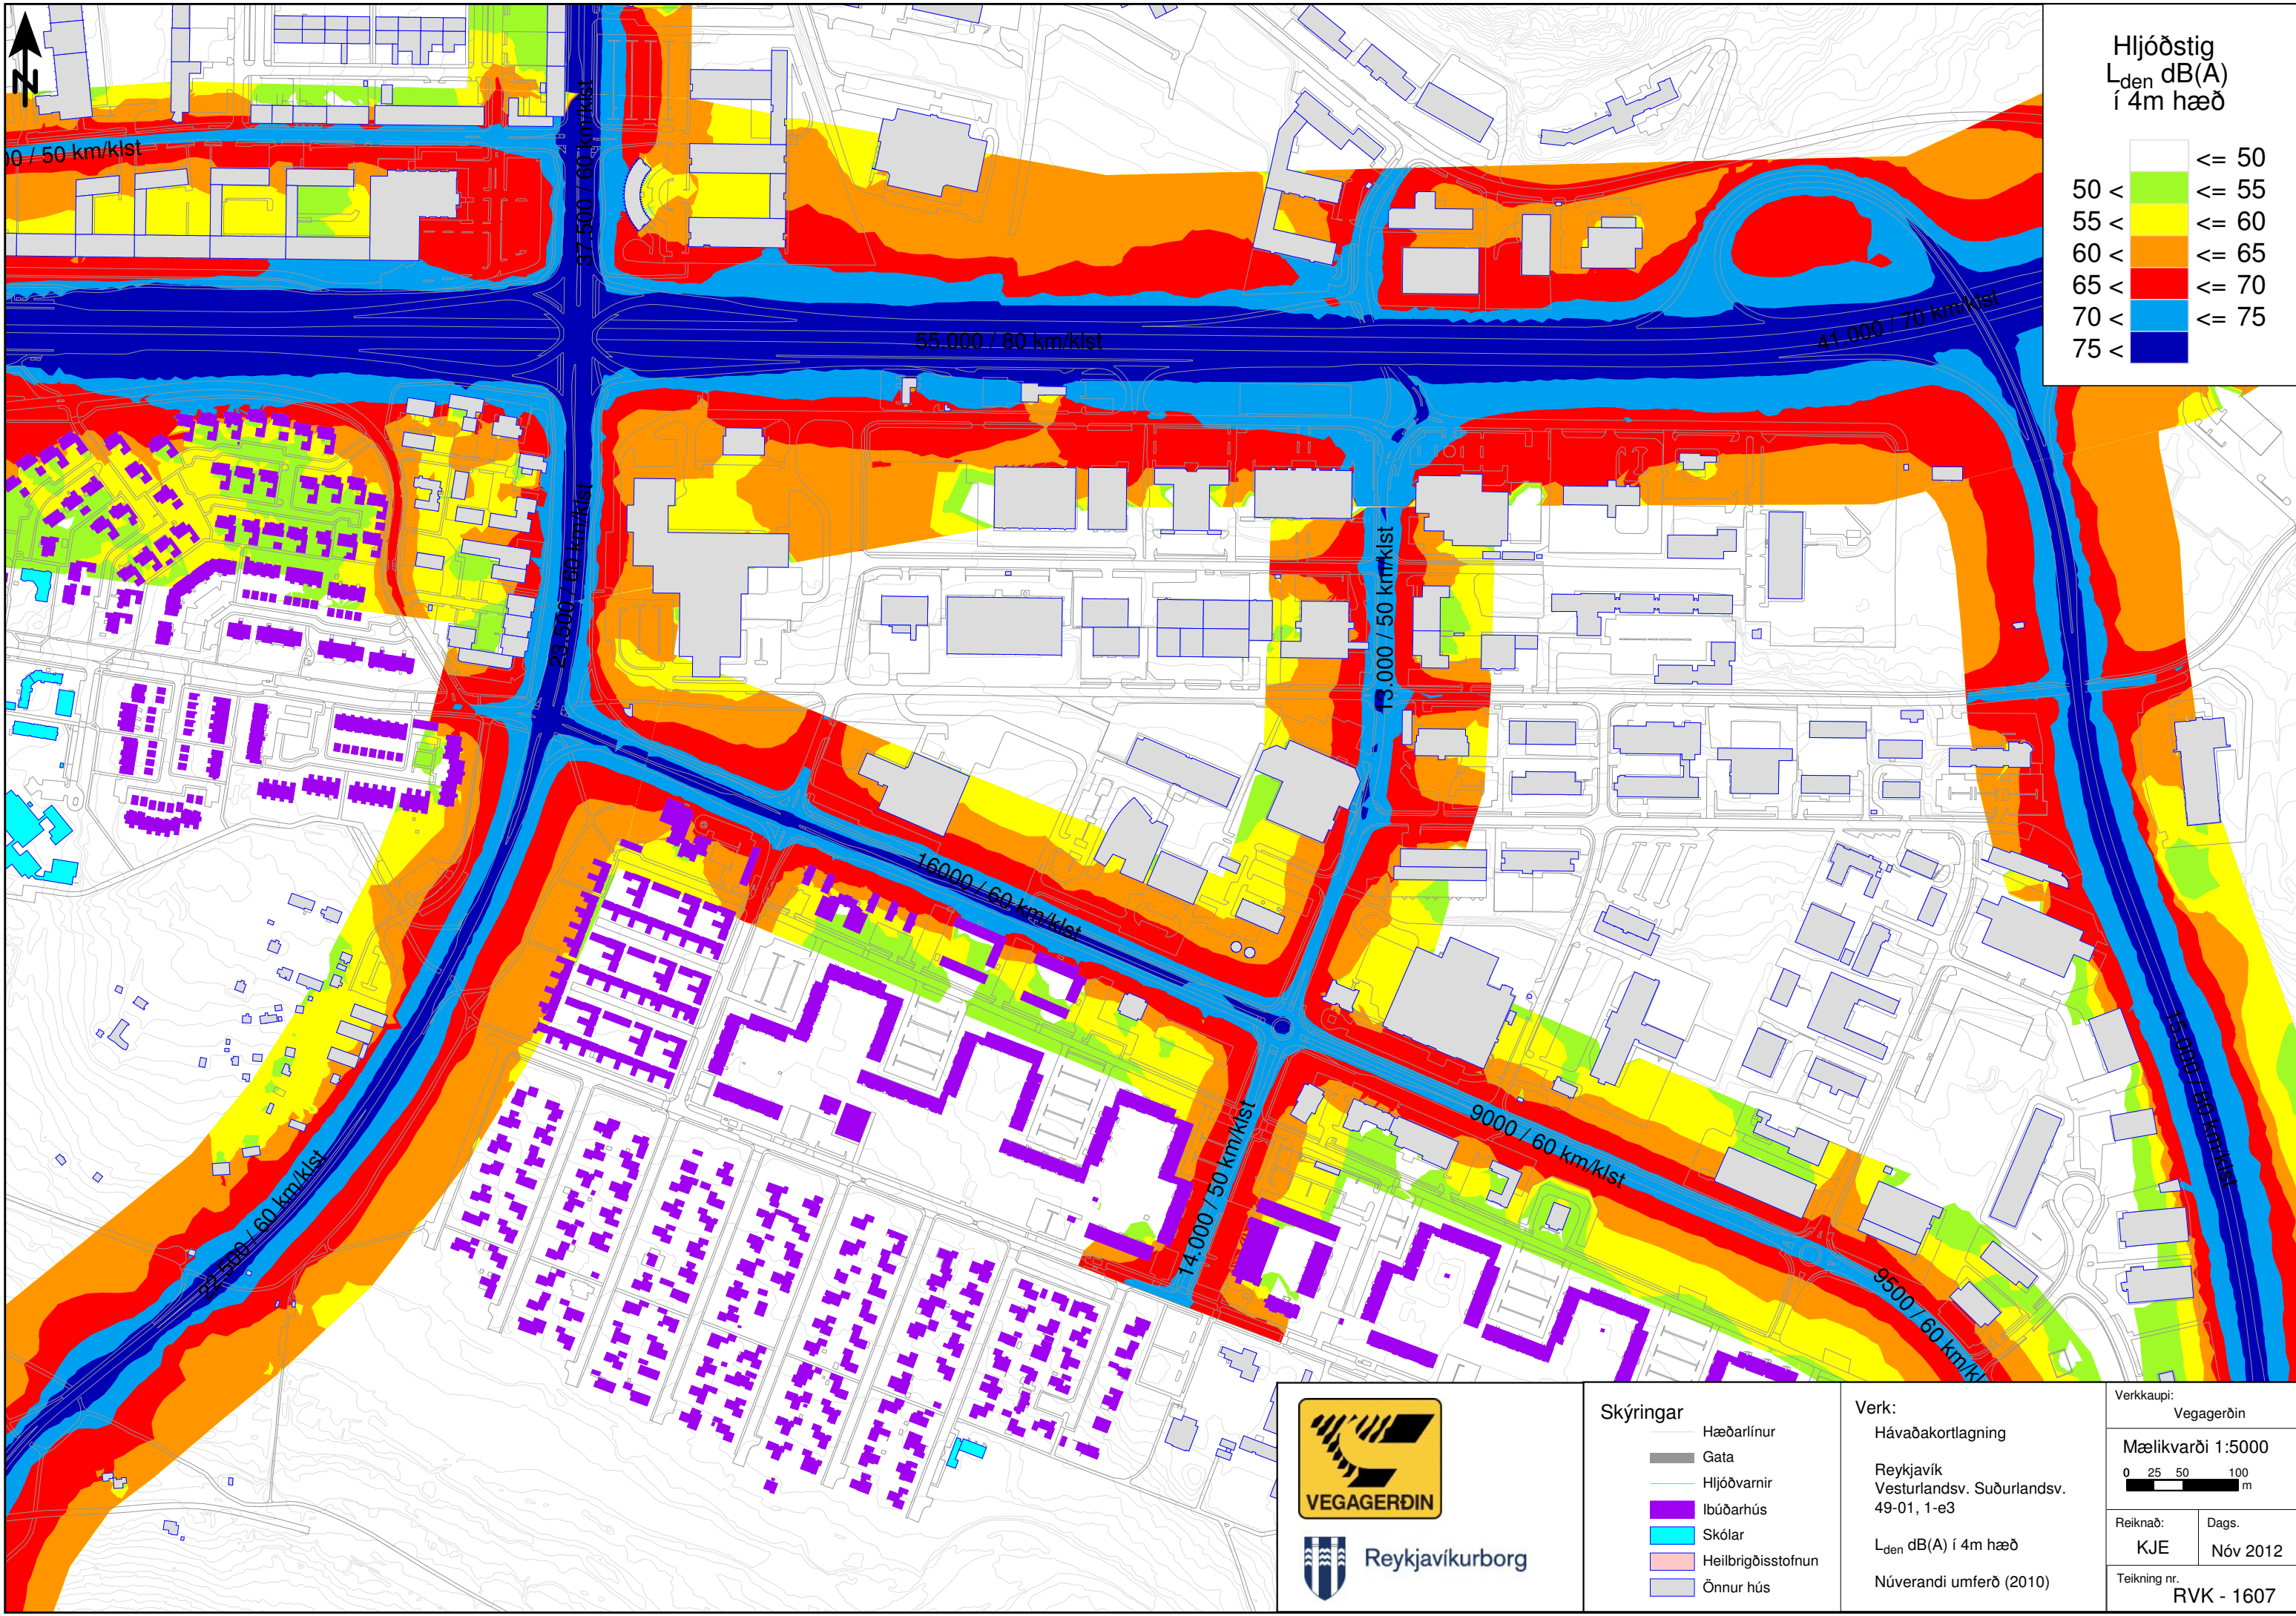 N
Hljóðstig
Lden dB(A)
í 4m hæð
<= 50
50 < <= 55
55 < <= 60
60 < <= 65
65 < <= 70
70 < <= 75
75 <
00 / 50 km/klst
37.500 / 60 km/klst
55.000 / 80 km/klst
41.000 / 70 km/klst
23.500 / 60 km/klst
13.000 / 50 km/klst
16000 / 60 km/klst
22.500 / 60 km/klst
14.000 / 50 km/klst
9000 / 60 km/klst
9500 / 60 km/kls
15.000 / 80 km/klst
VEGAGERÐIN
Reykjavíkurborg
Skýringar
Hæðarlínur
Gata
Hljóðvarnir
Ibúðarhús
Skólar
Heilbrigðisstofnun
Önnur hús
Verk:
Hávaðakortlagning
Reykjavík
Vesturlandsv. Suðurlandsv.
49-01, 1-e3
Lden dB(A) í 4m hæð
Núverandi umferð (2010)
Verkkaupi:
Vegagerðin
Mælikvarði 1:5000
0 25 50 100
m
Reiknað:
KJE
Dags.
Nóv 2012
Teikning nr.
RVK - 1607